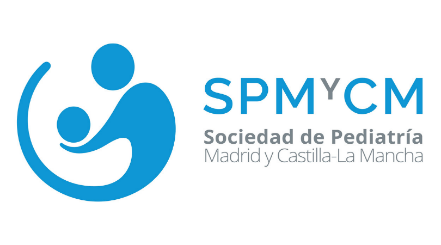 SPMYCM
Sociedad de Pediatría
Madrid y Castilla-La Mancha